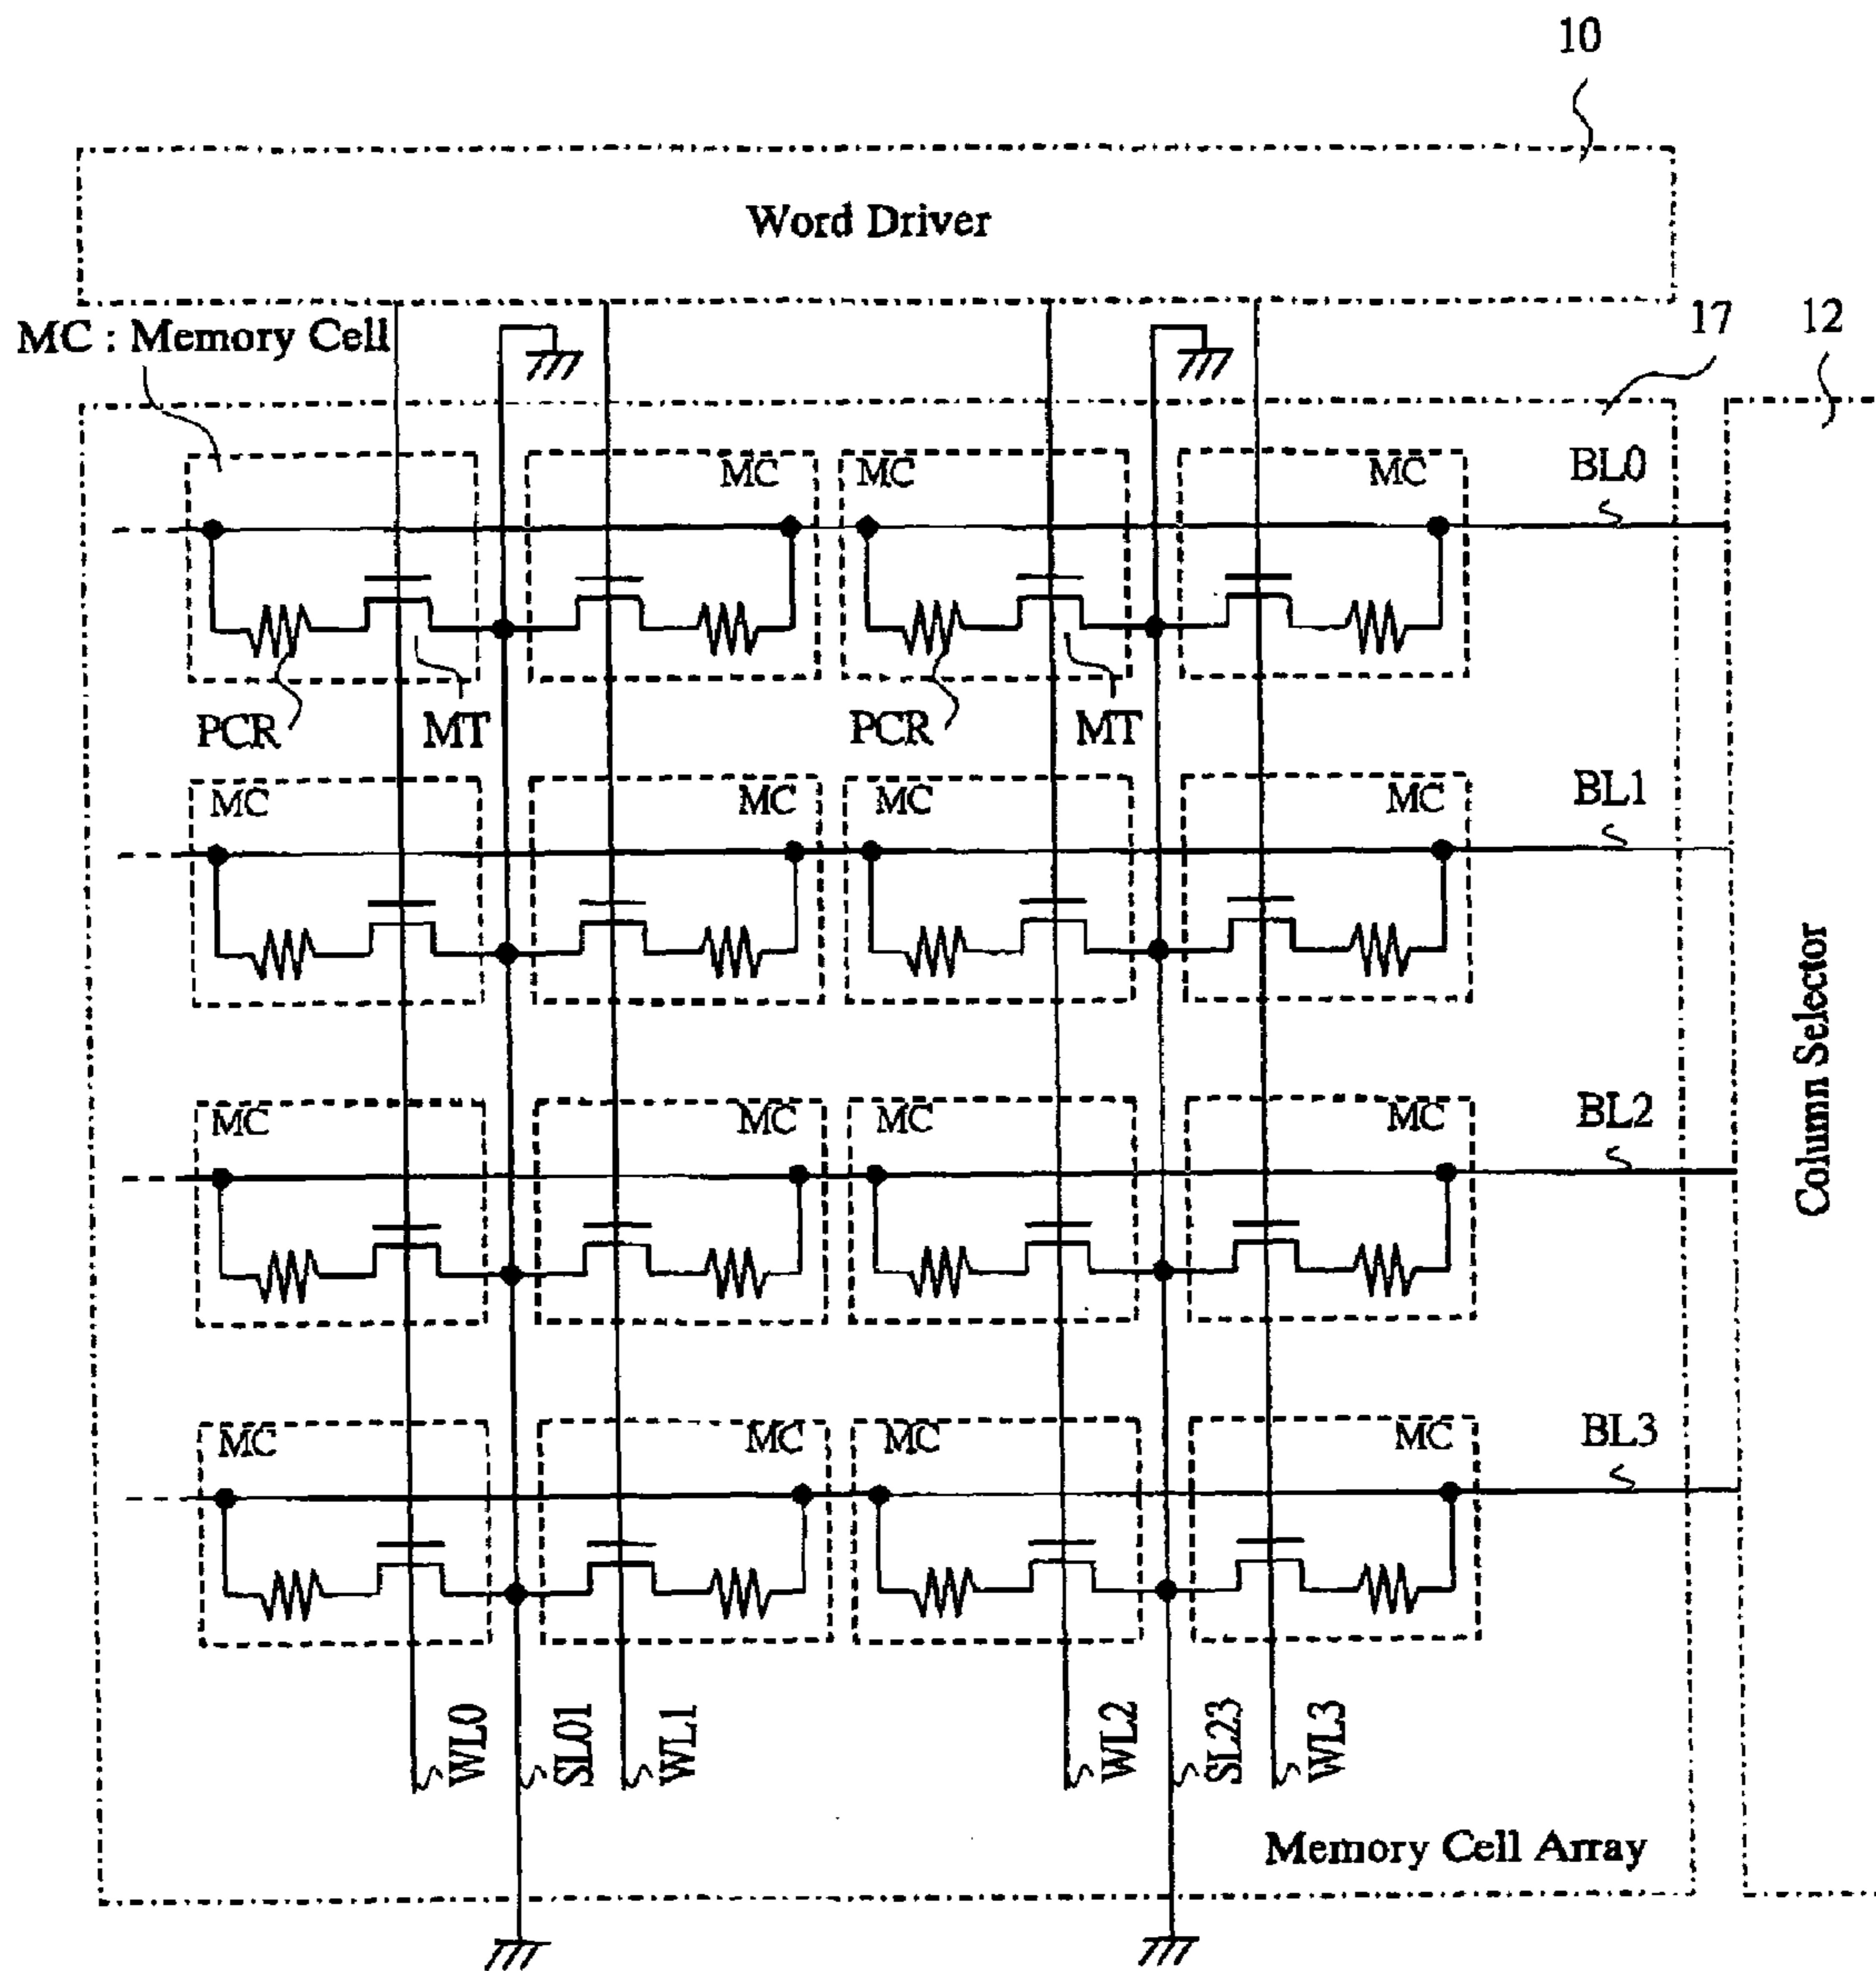 10
Word Driver
MC : Memory Cell
17
12
MC
MC
MC
BL0
PCR
MT
PCR
MT
MC
MC
MC
MC
BL1
MC
MC
MC
MC
BL2
Column Selector
MC
MC
MC
MC
BL3
WL0
SL01
WL1
WL2
SL23
WL3
Memory Cell Array